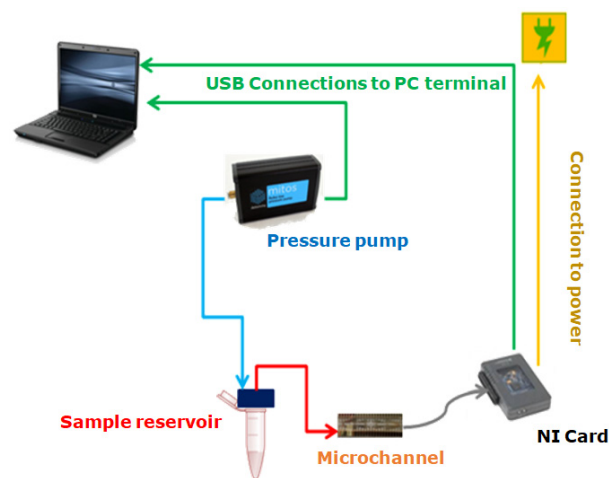 USB Connections to PC terminal
mitos
Pressure pump
Connection to power
Sample reservoir
Microchannel
NI Card